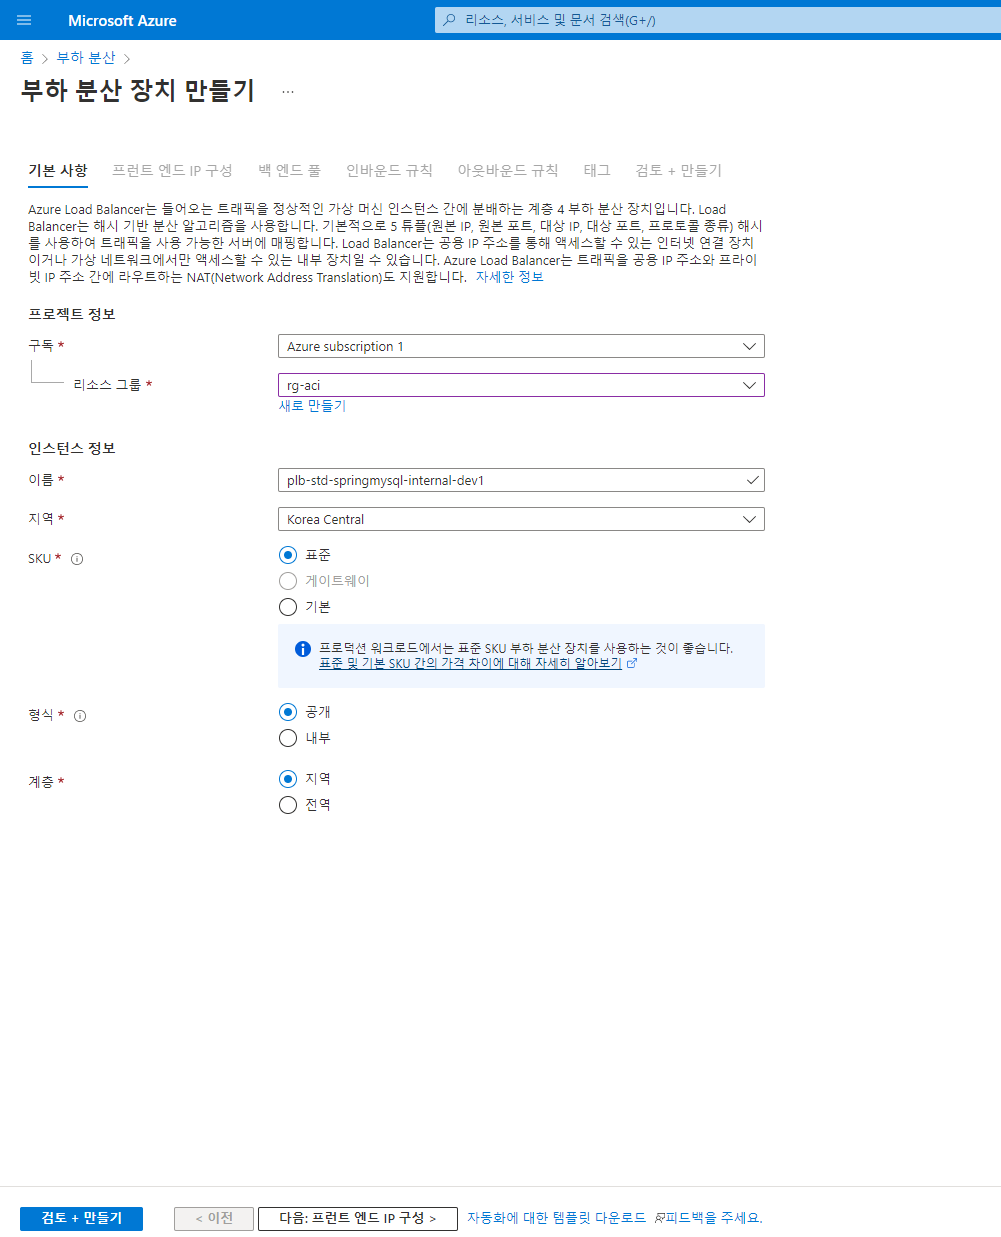 Microsoft Azure
리소스, 서비스 및 문서 검색(G+/)
홈 > 부하 분산 >
부하 분산 장치 만들기 ...
기본 사항 프런트 엔드 IP 구성 백 엔드 풀 인바운드 규칙 아웃바운드 규칙 태그 검토 + 만들기
Azure Load Balancer는 들어오는 트래픽을 정상적인 가상 머신 인스턴스 간에 분배하는 계층 4 부하 분산 장치입니다. Load
Balancer는 해시 기반 분산 알고리즘을 사용합니다. 기본적으로 5 튜플(원본 IP, 원본 포트, 대상 IP, 대상 포트, 프로토콜 종류) 해시
를 사용하여 트래픽을 사용 가능한 서버에 매핑합니다. Load Balancer는 공용 IP 주소를 통해 액세스할 수 있는 인터넷 연결 장치
이거나 가상 네트워크에서만 액세스할 수 있는 내부 장치일 수 있습니다. Azure Load Balancer는 트래픽을 공용 IP 주소와 프라이
빗 IP 주소 간에 라우트하는 NAT(Network Address Translation)도 지원합니다. 자세한 정보
프로젝트 정보
구독 *
Azure subscription 1
리소스 그룹 *
rg-aci
새로 만들기
인스턴스 정보
이름 *
plb-std-springmysql-internal-dev1
지역 *
Korea Central
SKU *
표준
게이트웨이
기본
프로덕션 워크로드에서는 표준 SKU 부하 분산 장치를 사용하는 것이 좋습니다.
표준 및 기본 SKU 간의 가격 차이에 대해 자세히 알아보기
형식 *
공개
내부
계층 *
지역
전역
검토 + 만들기
< 이전
다음: 프런트 엔드 IP 구성 >
자동화에 대한 템플릿 다운로드
피드백을 주세요.